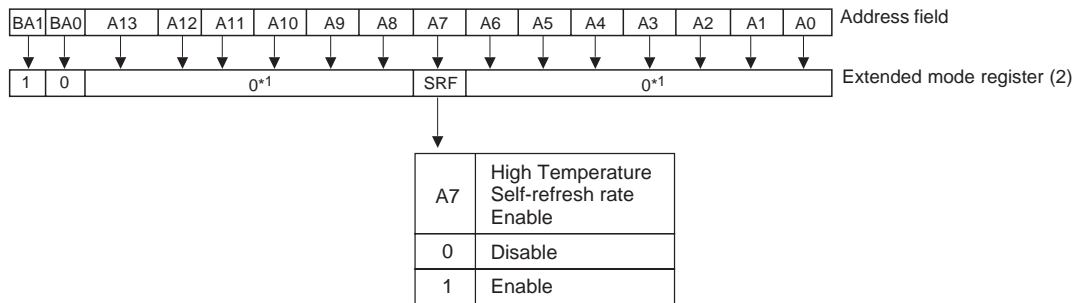 BA1 BA0 A13 A12 A11 A10 A9 A8 A7 A6 A5 A4 A3 A2 A1 A0 Address field
1 0 0*1 SRF 0*1 Extended mode register (2)
A7 High Temperature
Self-refresh rate
Enable
0 Disable
1 Enable